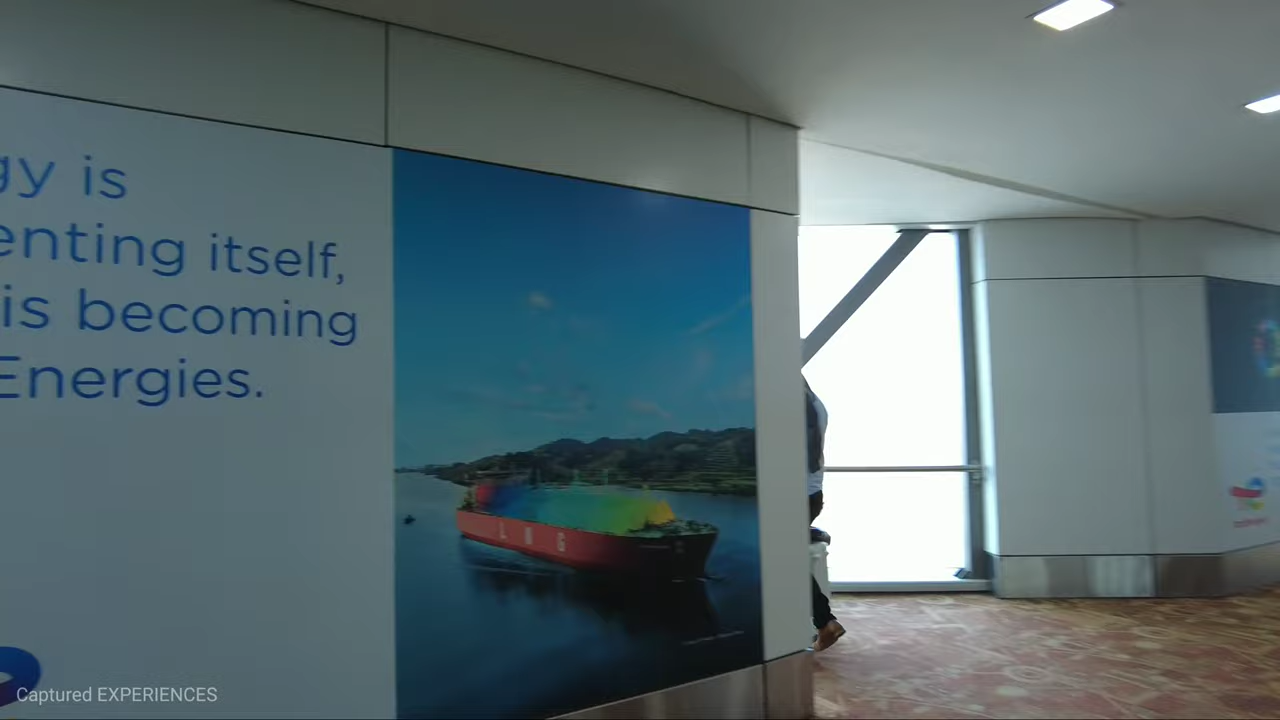 gy is
enting itself,
is becoming
Energies.
L N G
Captured EXPERIENCES